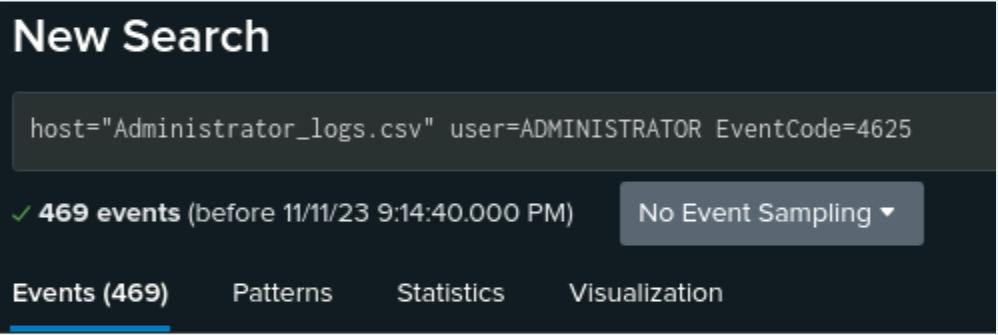 New Search
host="Administrator_logs.csv" user=ADMINISTRATOR EventCode=4625
✓ 469 events (before 11/11/23 9:14:40.000 PM) No Event Sampling ▾
Events (469) Patterns Statistics Visualization